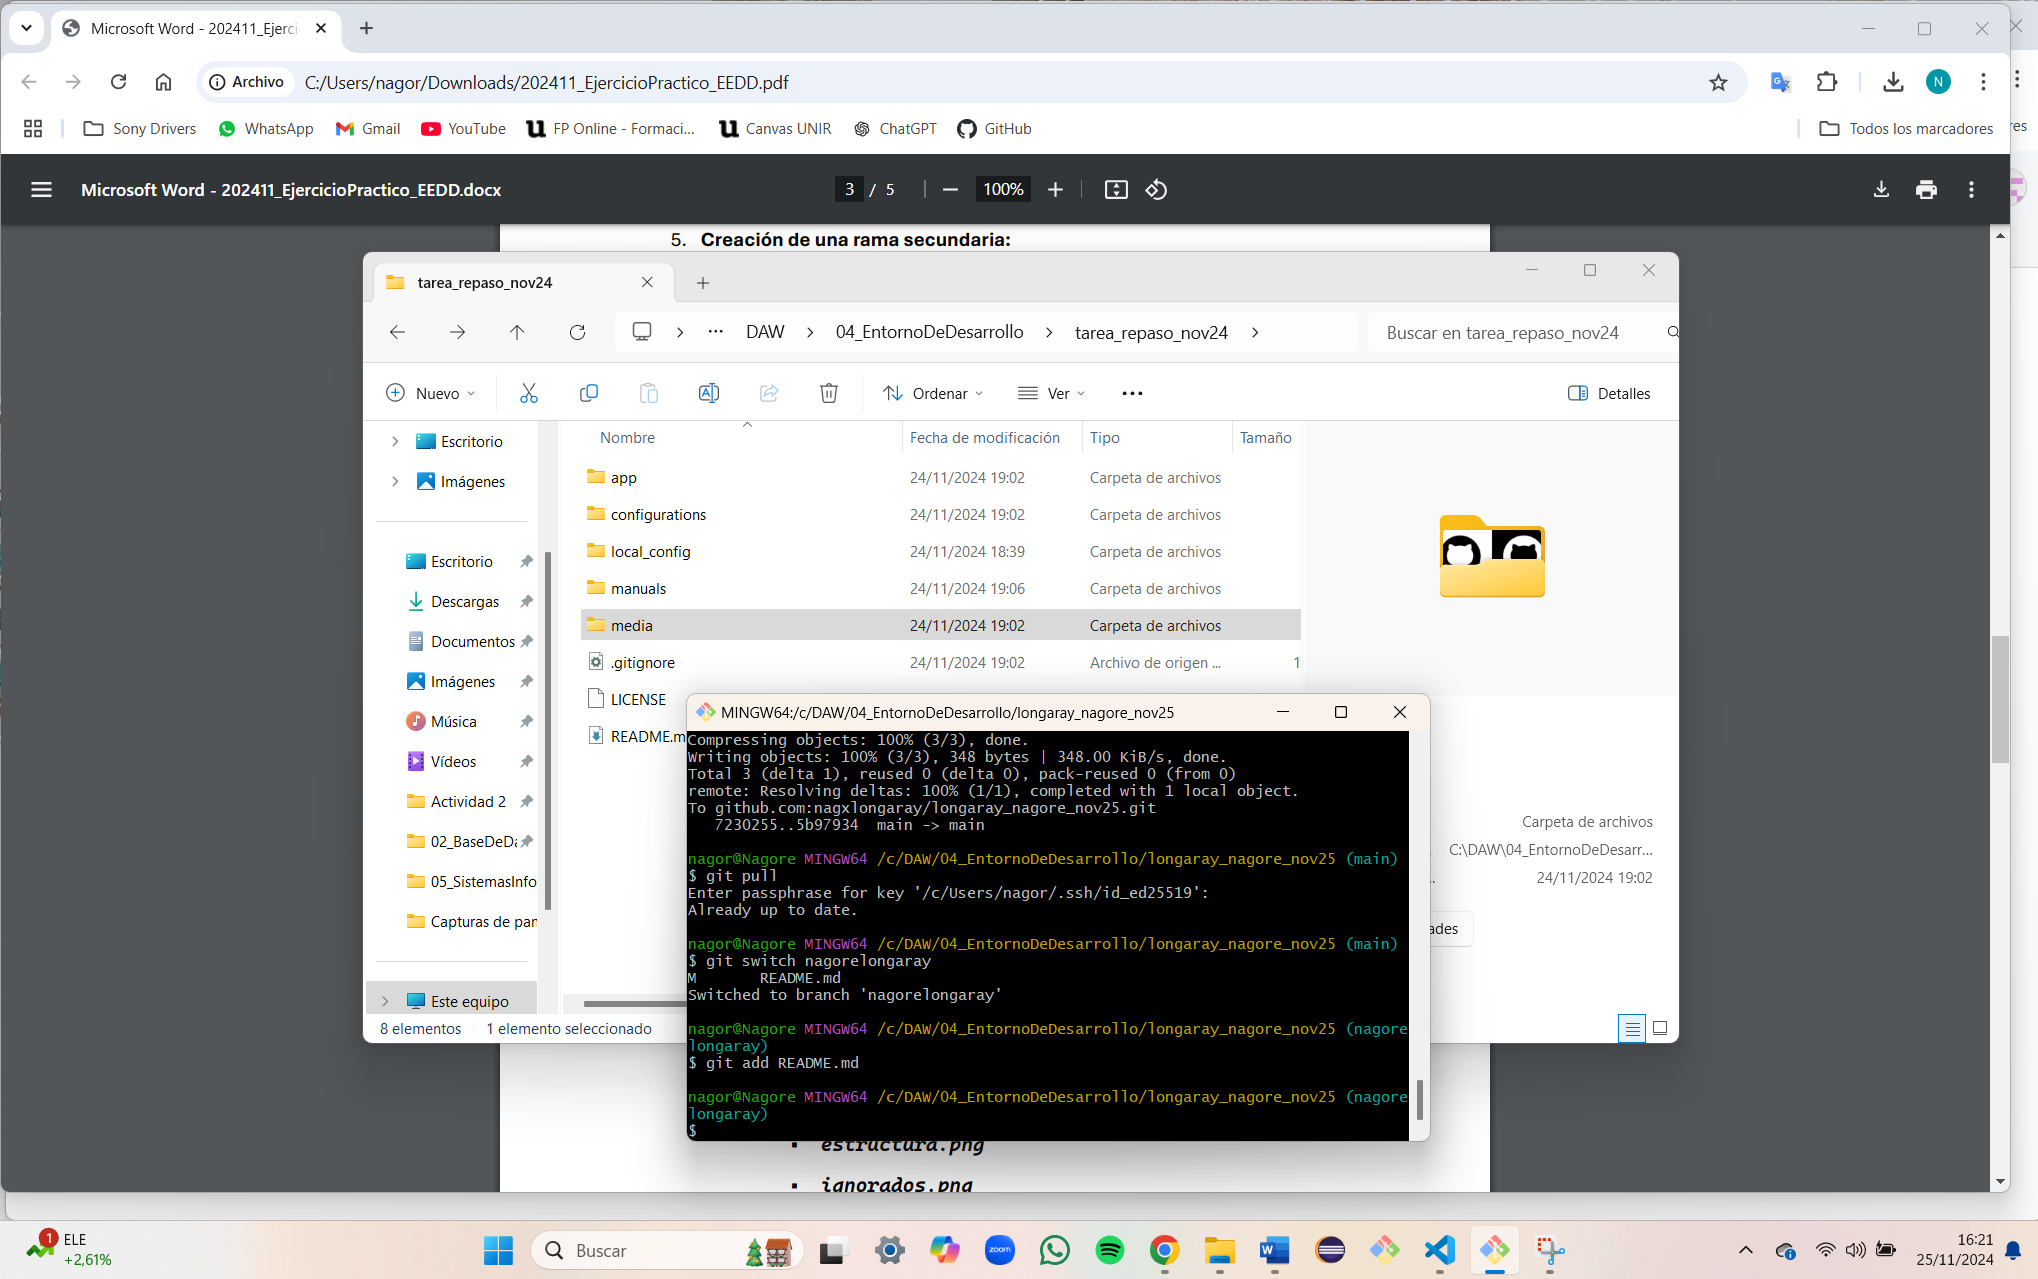 Microsoft Word - 202411_Ejerci
Archivo
C:/Users/nagor/Downloads/202411_EjercicioPractico_EEDD.pdf
N
Sony Drivers
WhatsApp
Gmail
YouTube
FP Online - Formaci...
Canvas UNIR
ChatGPT
GitHub
Todos los marcadores
res
Microsoft Word - 202411_EjercicioPractico_EEDD.docx
3 / 5
100%
5. Creación de una rama secundaria:
tarea_repaso_nov24
DAW
04_EntornoDeDesarrollo
tarea_repaso_nov24
Buscar en tarea_repaso_nov24
Nuevo
Ordenar
Ver
Detalles
Escritorio
Imágenes
Escritorio
Descargas
Documentos
Imágenes
Música
Vídeos
Actividad 2
02_BaseDeDa
05_SistemasInfo
Capturas de pan
Este equipo
Nombre Fecha de modificación Tipo Tamaño
app 24/11/2024 19:02 Carpeta de archivos
configurations 24/11/2024 19:02 Carpeta de archivos
local_config 24/11/2024 18:39 Carpeta de archivos
manuals 24/11/2024 19:06 Carpeta de archivos
media 24/11/2024 19:02 Carpeta de archivos
.gitignore 24/11/2024 19:02 Archivo de origen ... 1
LICENSE
README.m
Carpeta de archivos
C:\DAW\04_EntornoDeDesarr...
24/11/2024 19:02
ades
8 elementos 1 elemento seleccionado
MINGW64:/c/DAW/04_EntornoDeDesarrollo/longaray_nagore_nov25
Compressing objects: 100% (3/3), done.
Writing objects: 100% (3/3), 348 bytes | 348.00 KiB/s, done.
Total 3 (delta 1), reused 0 (delta 0), pack-reused 0 (from 0)
remote: Resolving deltas: 100% (1/1), completed with 1 local object.
To github.com:nagxlongaray/longaray_nagore_nov25.git
7230255..5b97934 main -> main
nagor@Nagore MINGW64 /c/DAW/04_EntornoDeDesarrollo/longaray_nagore_nov25 (main)
$ git pull
Enter passphrase for key '/c/Users/nagor/.ssh/id_ed25519':
Already up to date.
nagor@Nagore MINGW64 /c/DAW/04_EntornoDeDesarrollo/longaray_nagore_nov25 (main)
$ git switch nagorelongaray
M README.md
Switched to branch 'nagorelongaray'
nagor@Nagore MINGW64 /c/DAW/04_EntornoDeDesarrollo/longaray_nagore_nov25 (nagore
longaray)
$ git add README.md
nagor@Nagore MINGW64 /c/DAW/04_EntornoDeDesarrollo/longaray_nagore_nov25 (nagore
longaray)
$
▪ estructura.png
▪ ignorados.png
1
ELE
+2,61%
Buscar
zoom
16:21
25/11/2024